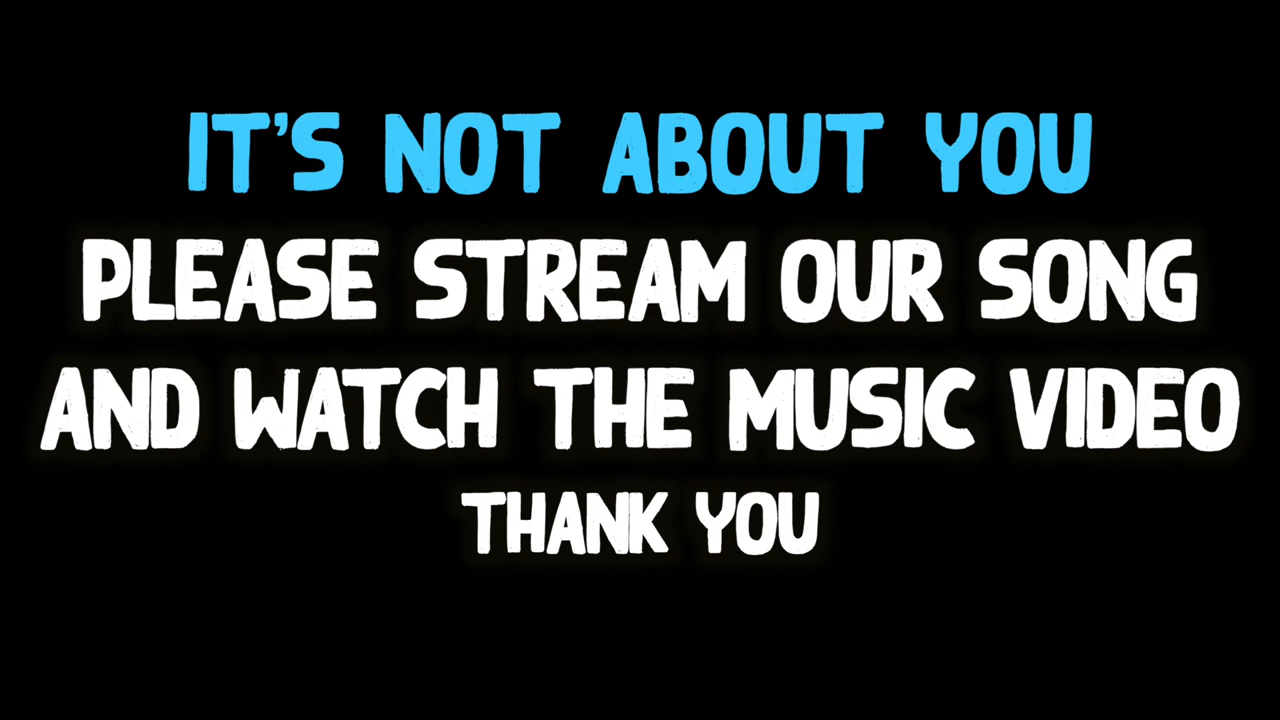 IT'S NOT ABOUT YOU
PLEASE STREAM OUR SONG
AND WATCH THE MUSIC VIDEO
THANK YOU